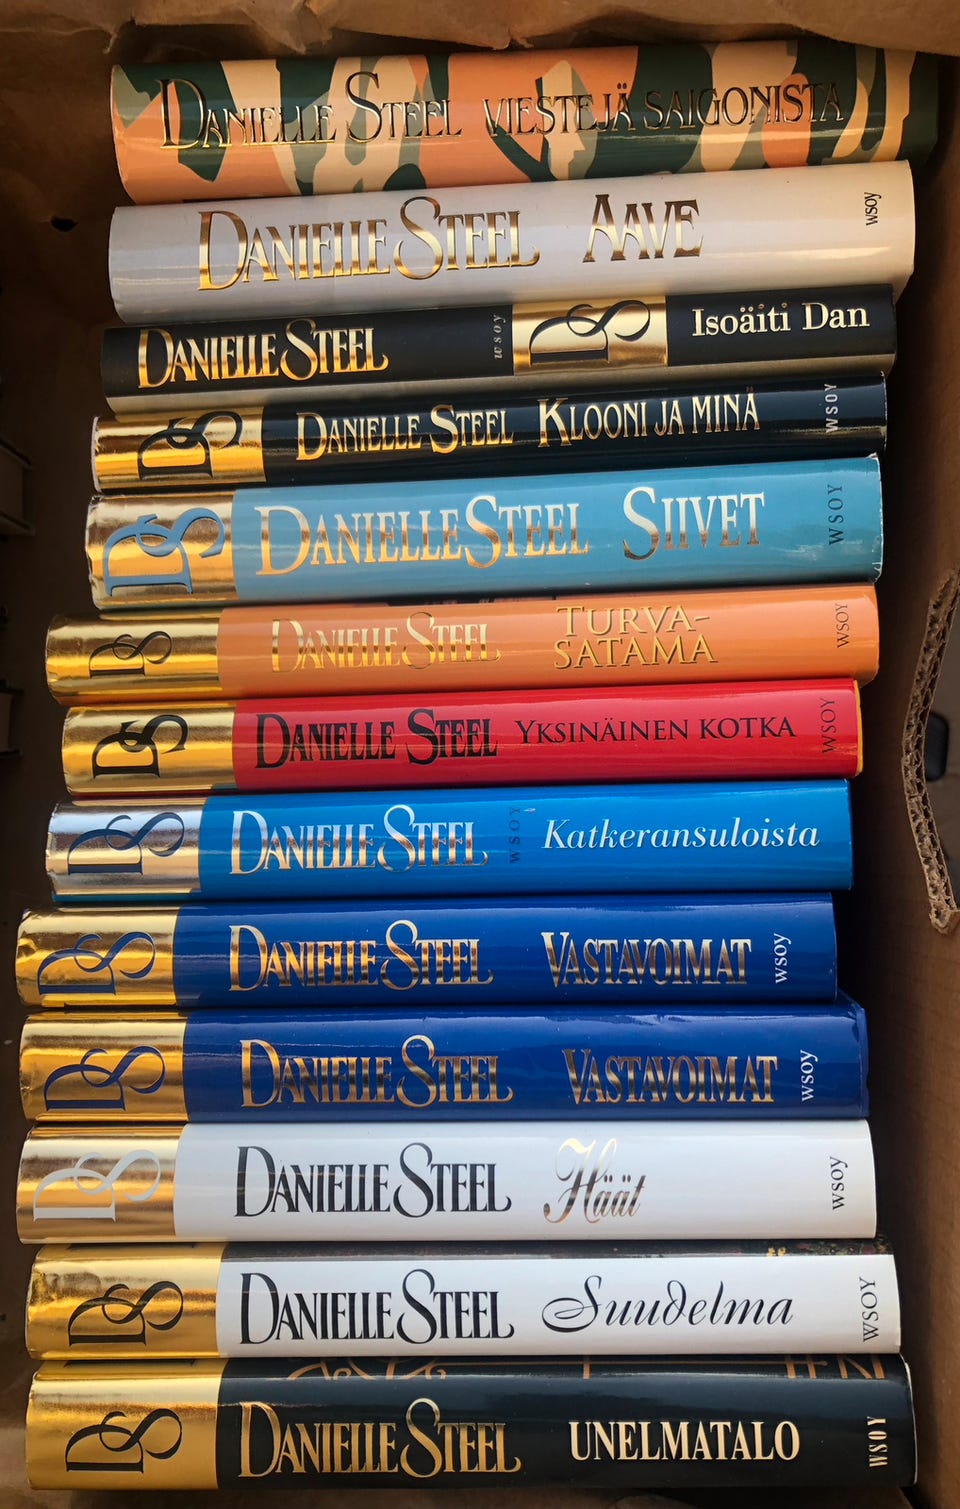 DANIELLE STEEL VIESTEJÄ SAIGONISTA
DANIELLE STEEL AAVE wsoy
DANIELLE STEEL wsoy DS Isoäiti Dan
DS DANIELLE STEEL KLOONI JA MINÄ WSOY
DS DANIELLE STEEL SIIVET WSOY
DS DANIELLE STEEL TURVA-
SATAMA WSOY
DS DANIELLE STEEL YKSINÄINEN KOTKA WSOY
DS DANIELLE STEEL WSOY Katkeransuloista
DS DANIELLE STEEL VASTAVOIMAT wsoy
DS DANIELLE STEEL VASTAVOIMAT wsoy
DS DANIELLE STEEL Häät wsoy
DS DANIELLE STEEL Suudelma WSOY
DS DANIELLE STEEL UNELMATALO WSOY